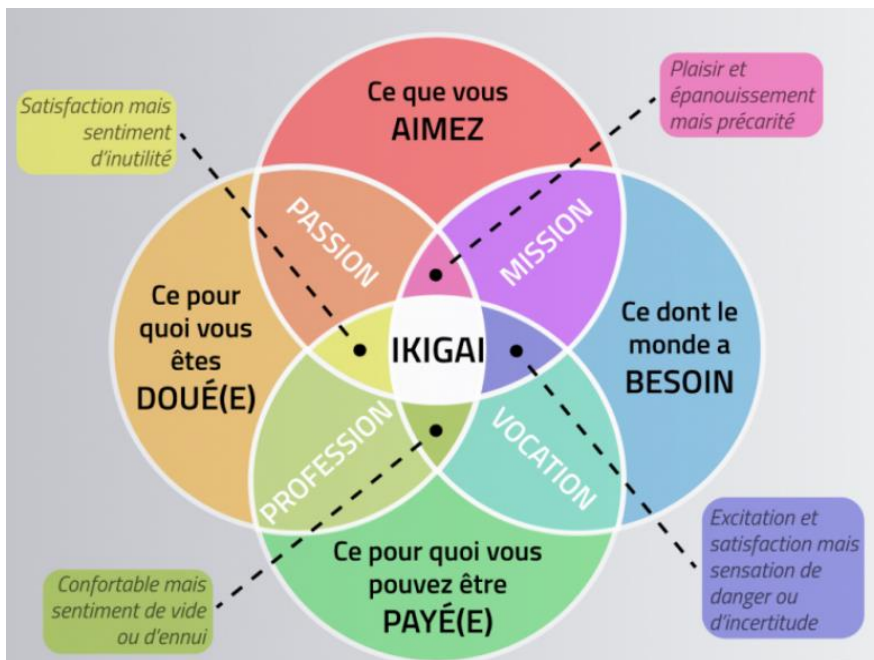 Ce que vous
AIMEZ
Plaisir et
épanouissement
mais précarité
Satisfaction mais
sentiment
d'inutilité
PASSION
MISSION
Ce pour
quoi vous
êtes
DOUÉ(E)
IKIGAI
Ce dont le
monde a
BESOIN
PROFESSION
VOCATION
Ce pour quoi vous
pouvez être
PAYÉ(E)
Confortable mais
sentiment de vide
ou d'ennui
Excitation et
satisfaction mais
sensation de
danger ou
d'incertitude